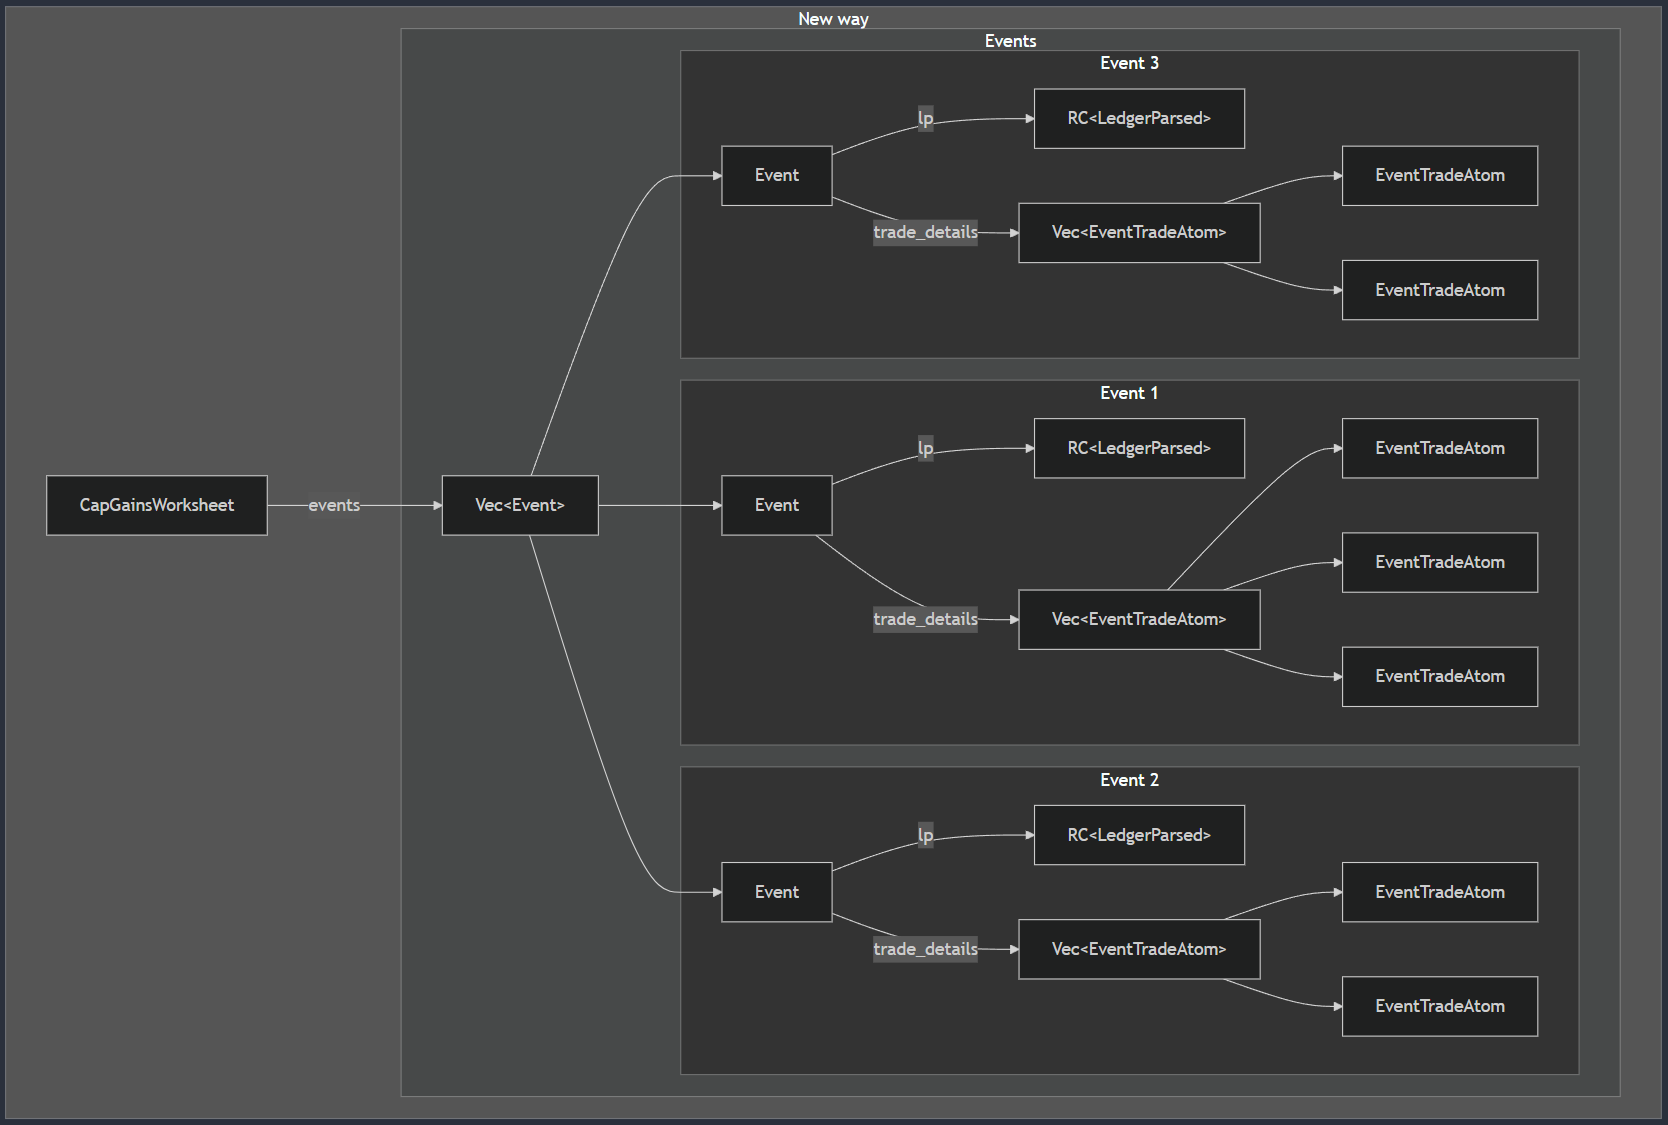 New way
Events
Event 3
lp
RC<LedgerParsed>
Event
EventTradeAtom
trade_details
Vec<EventTradeAtom>
EventTradeAtom
Event 1
lp
RC<LedgerParsed>
EventTradeAtom
CapGainsWorksheet
events
Vec<Event>
Event
EventTradeAtom
trade_details
Vec<EventTradeAtom>
EventTradeAtom
Event 2
lp
RC<LedgerParsed>
Event
EventTradeAtom
trade_details
Vec<EventTradeAtom>
EventTradeAtom